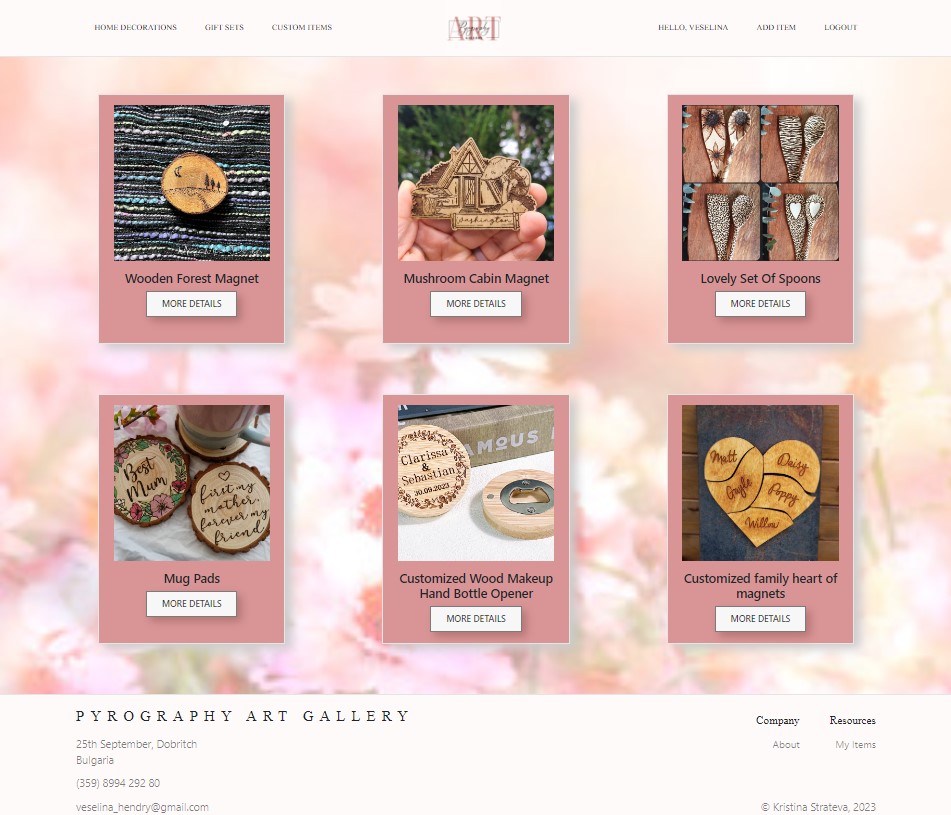 HOME DECORATIONS GIFT SETS CUSTOM ITEMS ART HELLO, VESELINA ADD ITEM LOGOUT
Washington
Wooden Forest Magnet Mushroom Cabin Magnet Lovely Set Of Spoons
MORE DETAILS MORE DETAILS MORE DETAILS
Best
Mum
first my
mother,
forever my
friend
FAMOUS
Clarissa
&
Sebastian
30.09.2023
Matt
Daisy
Gayle
Poppy
Willow
Mug Pads
Customized Wood Makeup
Hand Bottle Opener
Customized family heart of
magnets
MORE DETAILS MORE DETAILS MORE DETAILS
PYROGRAPHY ART GALLERY
25th September, Dobritch
Bulgaria
(359) 8994 292 80
veselina_hendry@gmail.com
Company Resources
About My Items
© Kristina Strateva, 2023